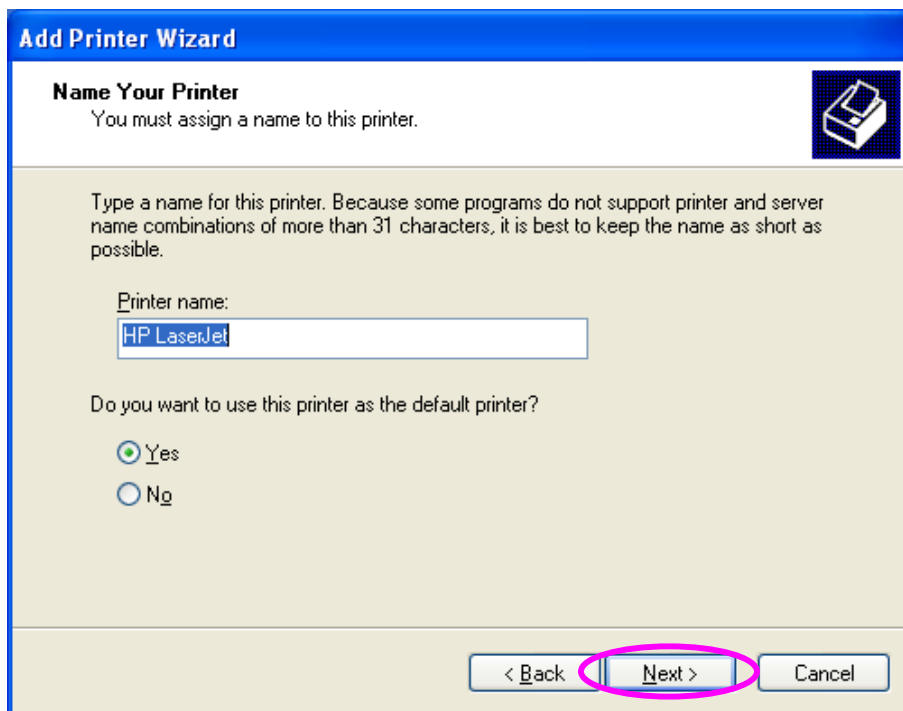 Add Printer Wizard
Name Your Printer
You must assign a name to this printer.
Type a name for this printer. Because some programs do not support printer and server
name combinations of more than 31 characters, it is best to keep the name as short as
possible.
Printer name:
HP LaserJet
Do you want to use this printer as the default printer?
Yes
No
< Back
Next >
Cancel